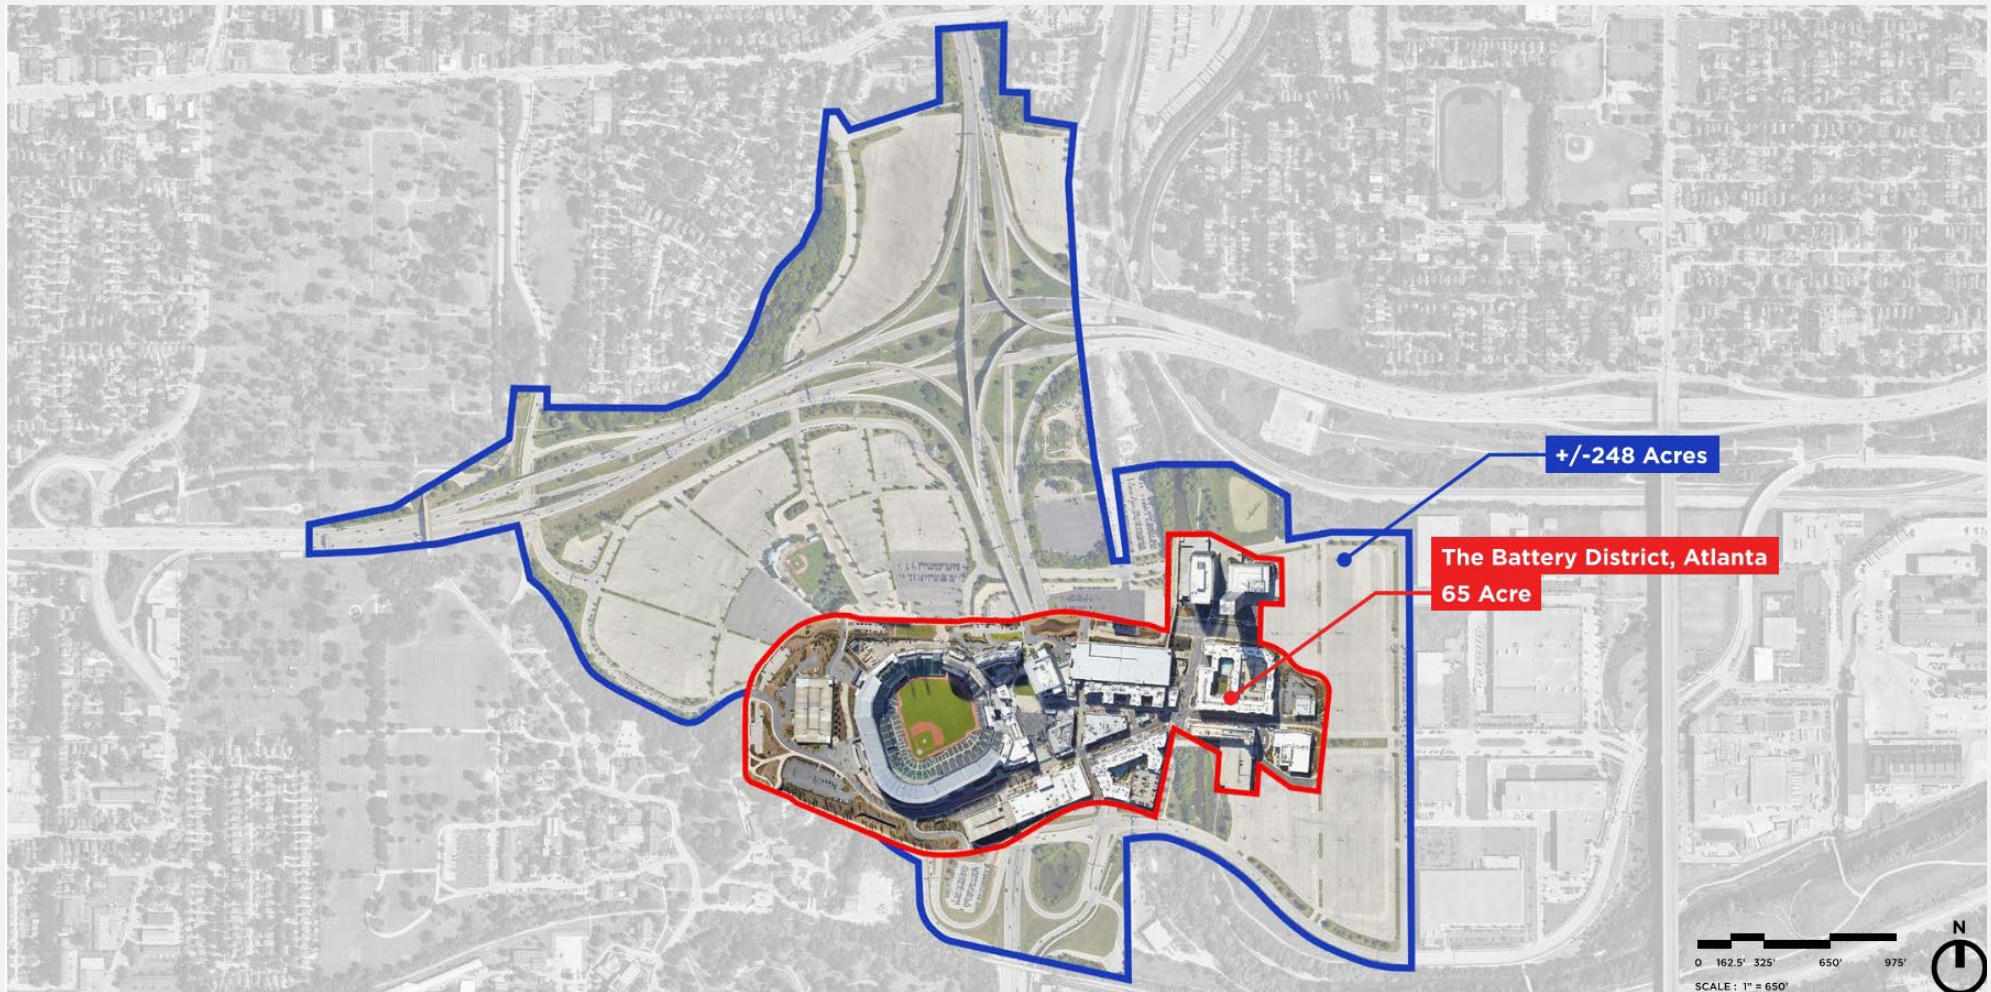 +/-248 Acres
The Battery District, Atlanta
65 Acre
N
0 162.5' 325' 650' 975'
SCALE : 1" = 650'